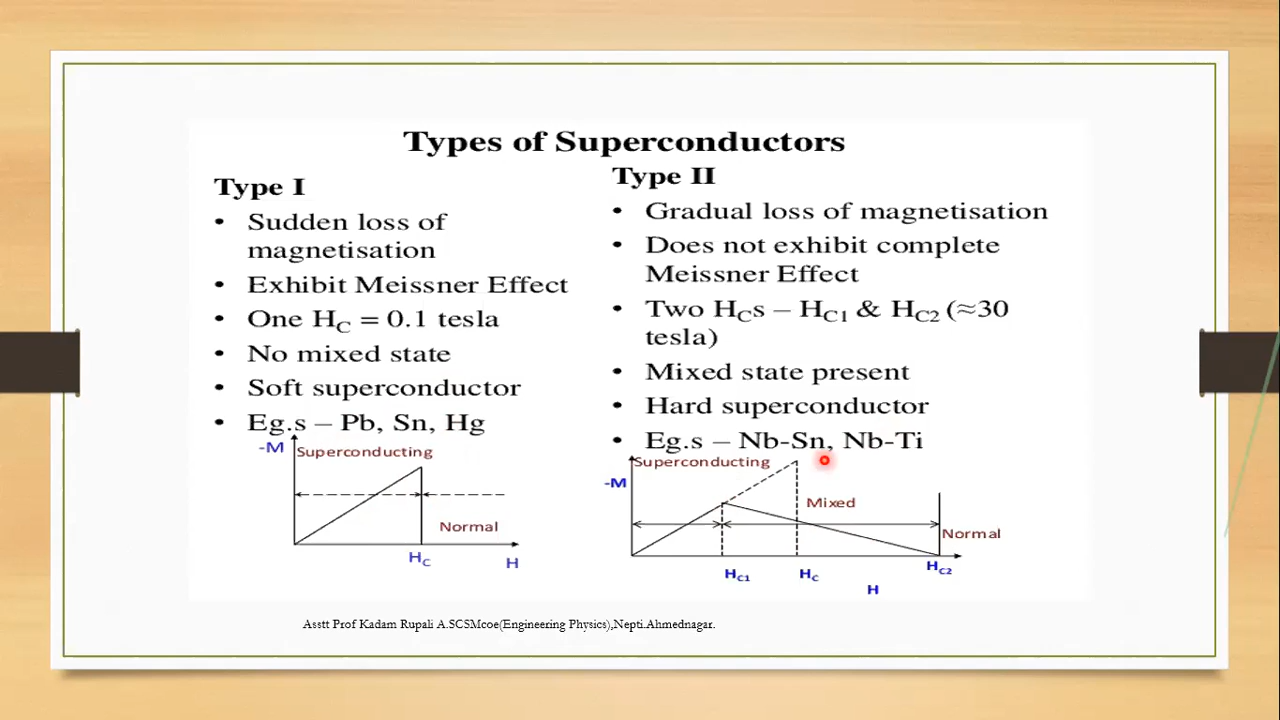 Types of Superconductors
Type I
• Sudden loss of
magnetisation
• Exhibit Meissner Effect
• One HC = 0.1 tesla
• No mixed state
• Soft superconductor
• Eg.s – Pb, Sn, Hg
-M
Superconducting
Normal
HC
H
Type II
• Gradual loss of magnetisation
• Does not exhibit complete
Meissner Effect
• Two HCs – HC1 & HC2 (≈30
tesla)
• Mixed state present
• Hard superconductor
• Eg.s – Nb-Sn, Nb-Ti
Superconducting
-M
Mixed
Normal
HC1
HC
HC2
H
Asstt Prof Kadam Rupali A.SCSMcoe(Engineering Physics),Nepti.Ahmednagar.